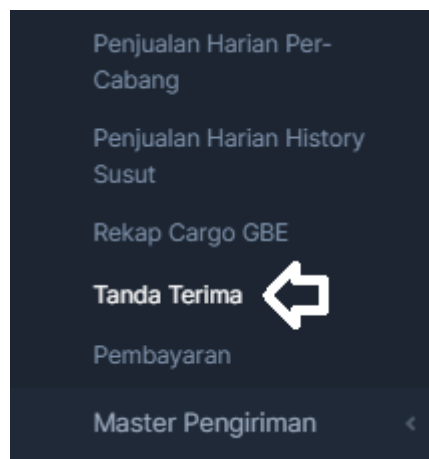 Penjualan Harian Per-
Cabang
Penjualan Harian History
Susut
Rekap Cargo GBE
Tanda Terima
Pembayaran
Master Pengiriman